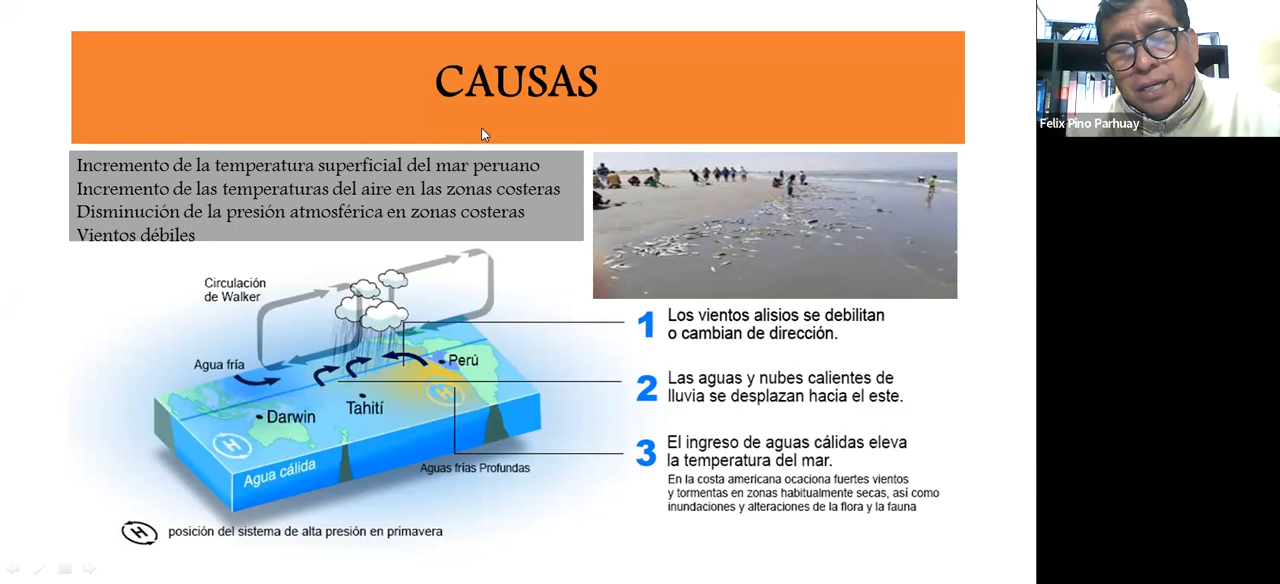 CAUSAS
Felix Pino Parhuay
Incremento de la temperatura superficial del mar peruano
Incremento de las temperaturas del aire en las zonas costeras
Disminución de la presión atmosférica en zonas costeras
Vientos débiles
Circulación
de Walker
Agua fría
Perú
Tahití
Darwin
H
H
Agua cálida
Aguas frías Profundas
1 Los vientos alisios se debilitan
o cambian de dirección.
2 Las aguas y nubes calientes de
lluvia se desplazan hacia el este.
3 El ingreso de aguas cálidas eleva
la temperatura del mar.
En la costa americana ocaciona fuertes vientos
y tormentas en zonas habitualmente secas, así como
inundaciones y alteraciones de la flora y la fauna
H posición del sistema de alta presión en primavera